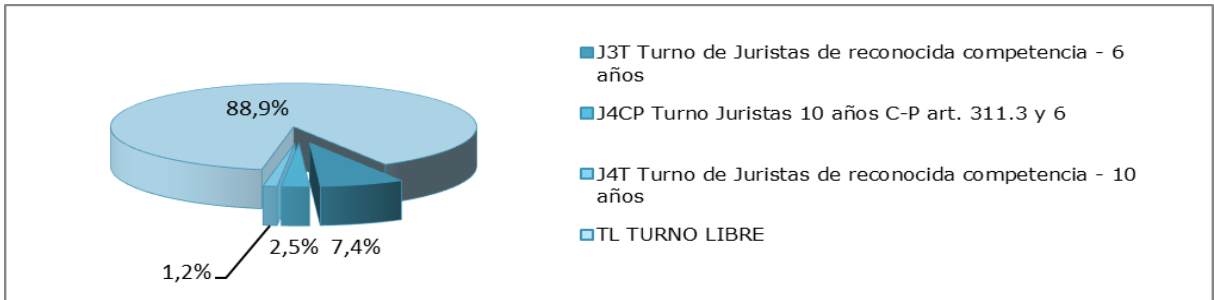 88,9%
1,2%
2,5%
7,4%
J3T Turno de Juristas de reconocida competencia - 6
años
J4CP Turno Juristas 10 años C-P art. 311.3 y 6
J4T Turno de Juristas de reconocida competencia - 10
años
TL TURNO LIBRE